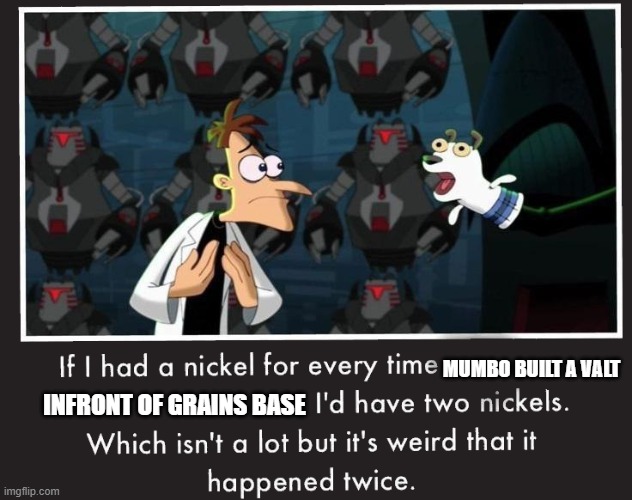 If I had a nickel for every time MUMBO BUILT A VALT
INFRONT OF GRAINS BASE I'd have two nickels.
Which isn't a lot but it's weird that it
happened twice.
imgflip.com